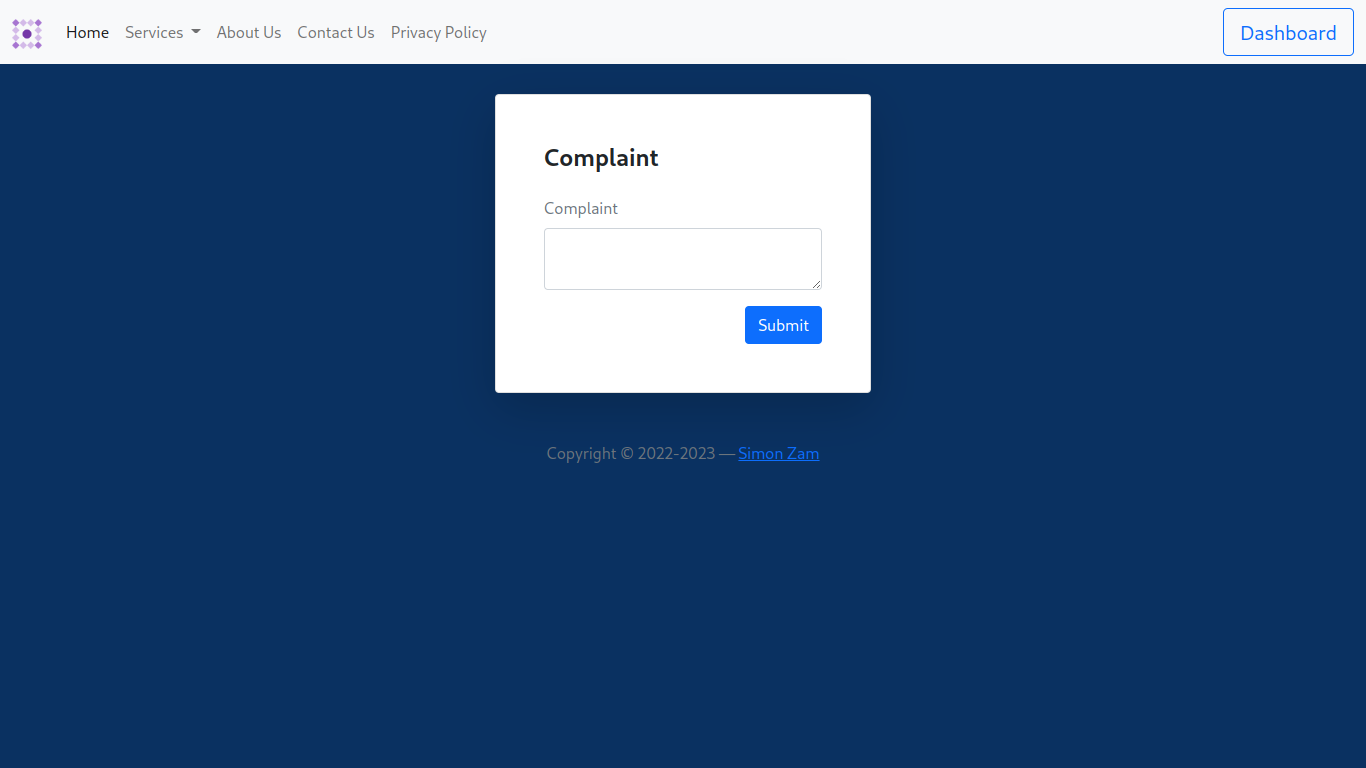 Home Services About Us Contact Us Privacy Policy Dashboard
Complaint
Complaint
Submit
Copyright © 2022-2023 — Simon Zam